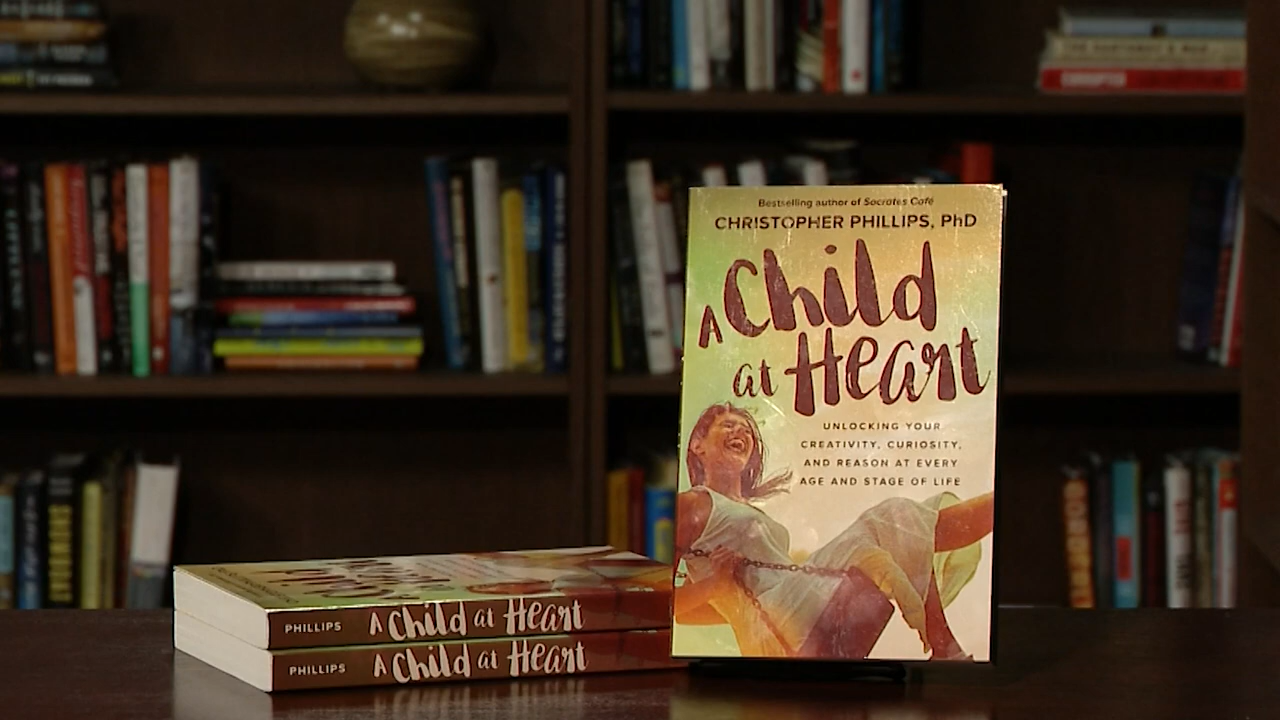 Bestselling author of Socrates Café
CHRISTOPHER PHILLIPS, PhD
A Child
at Heart
UNLOCKING YOUR
CREATIVITY, CURIOSITY,
AND REASON AT EVERY
AGE AND STAGE OF LIFE
PHILLIPS A Child at Heart
PHILLIPS A Child at Heart